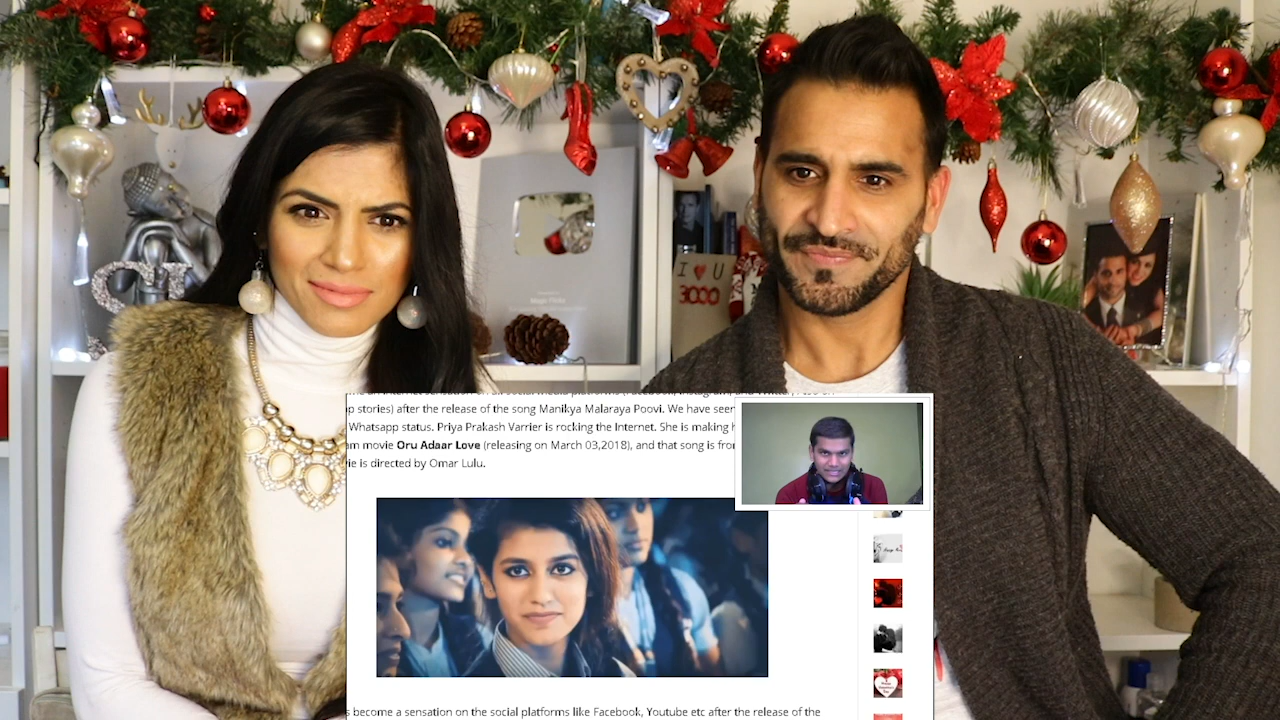 I U
3000
stories) after the release of the song Manikya Malaraya Poovi. We have seen
Whatsapp status. Priya Prakash Varrier is rocking the Internet. She is making
movie Oru Adaar Love (releasing on March 03,2018), and that song is
is directed by Omar Lulu.
become a sensation on the social platforms like Facebook, Youtube etc after the release of the